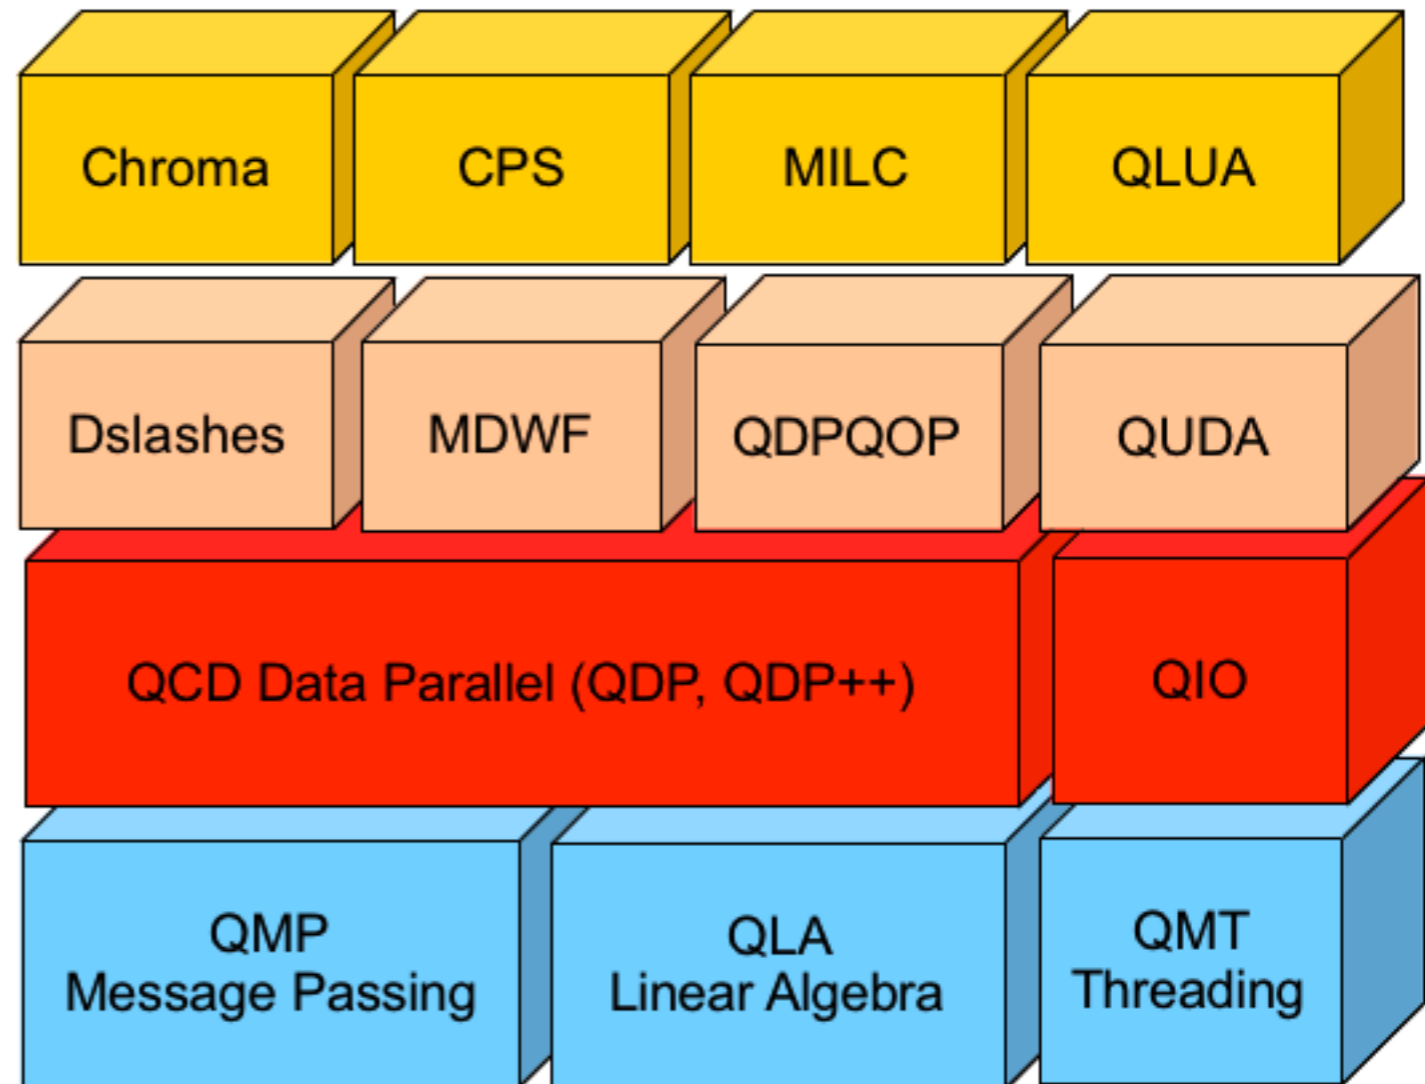 Chroma
CPS
MILC
QLUA
Dslashes
MDWF
QDPQOP
QUDA
QCD Data Parallel (QDP, QDP++)
QIO
QMP
Message Passing
QLA
Linear Algebra
QMT
Threading